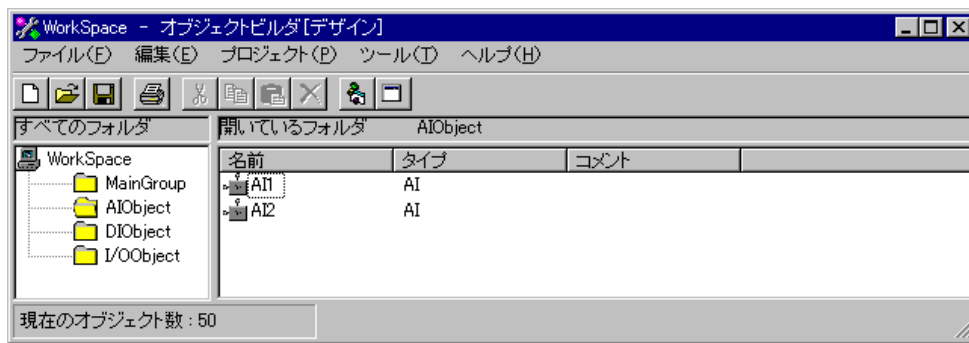 WorkSpace － オブジェクトビルダ[デザイン]
ファイル(F) 編集(E) プロジェクト(P) ツール(T) ヘルプ(H)
すべてのフォルダ 開いているフォルダ AIObject
WorkSpace
MainGroup
AIObject
DIObject
I/OObject
名前 タイプ コメント
AI1 AI
AI2 AI
現在のオブジェクト数：50